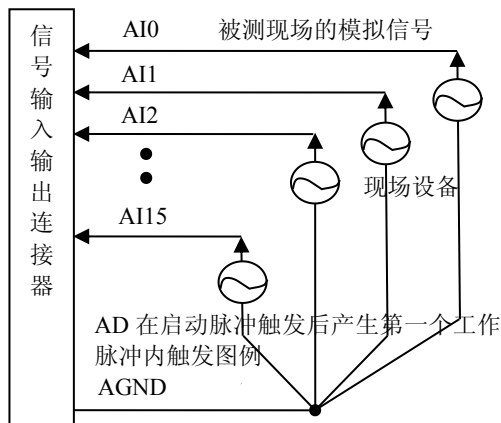 信号输入输出连接器
AI0 被测现场的模拟信号
AI1
AI2
现场设备
AI15
AD 在启动脉冲触发后产生第一个工作
脉冲内触发图例
AGND